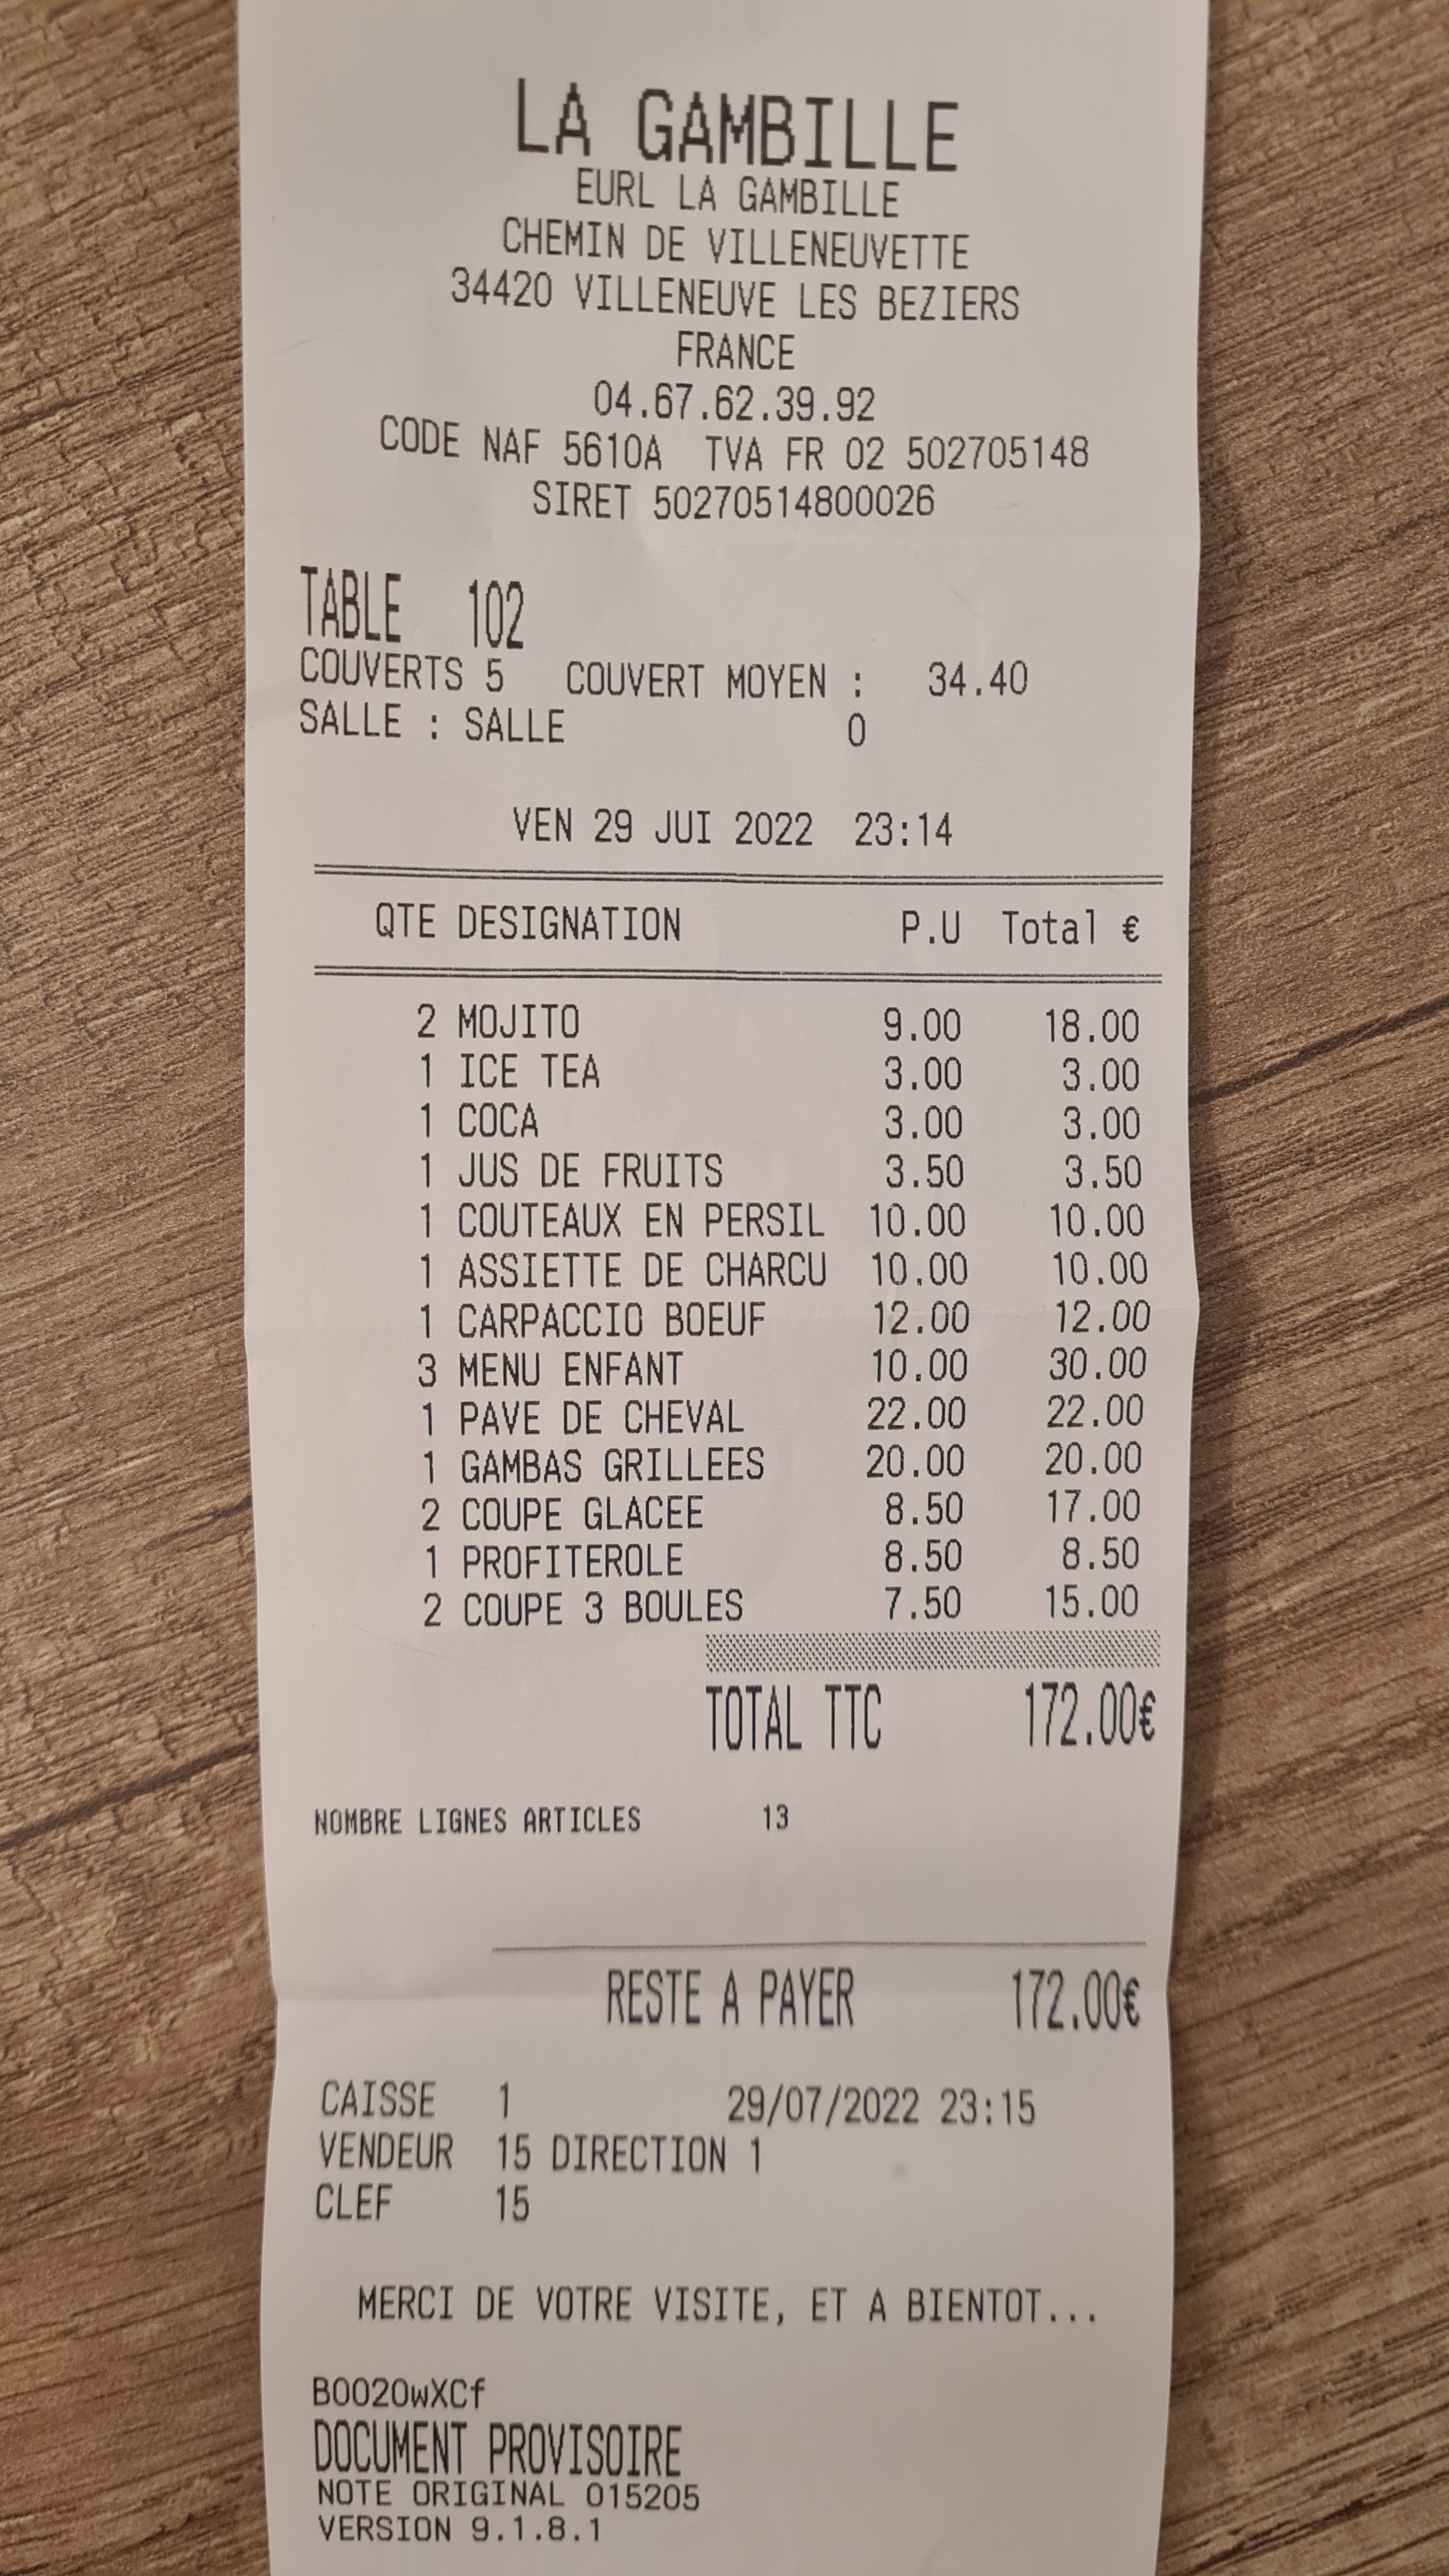 LA GAMBILLE
EURL LA GAMBILLE
CHEMIN DE VILLENEUVETTE
34420 VILLENEUVE LES BEZIERS
FRANCE
04.67.62.39.92
CODE NAF 5610A TVA FR 02 502705148
SIRET 50270514800026
TABLE 102
COUVERTS 5 COUVERT MOYEN : 34.40
SALLE : SALLE 0
VEN 29 JUI 2022 23:14
QTE DESIGNATION P.U Total €
2 MOJITO 9.00 18.00
1 ICE TEA 3.00 3.00
1 COCA 3.00 3.00
1 JUS DE FRUITS 3.50 3.50
1 COUTEAUX EN PERSIL 10.00 10.00
1 ASSIETTE DE CHARCU 10.00 10.00
1 CARPACCIO BOEUF 12.00 12.00
3 MENU ENFANT 10.00 30.00
1 PAVE DE CHEVAL 22.00 22.00
1 GAMBAS GRILLEES 20.00 20.00
2 COUPE GLACEE 8.50 17.00
1 PROFITEROLE 8.50 8.50
2 COUPE 3 BOULES 7.50 15.00
TOTAL TTC 172.00€
NOMBRE LIGNES ARTICLES 13
RESTE A PAYER 172.00€
CAISSE 1 29/07/2022 23:15
VENDEUR 15 DIRECTION 1
CLEF 15
MERCI DE VOTRE VISITE, ET A BIENTOT...
B0020wXCf
DOCUMENT PROVISOIRE
NOTE ORIGINAL 015205
VERSION 9.1.8.1